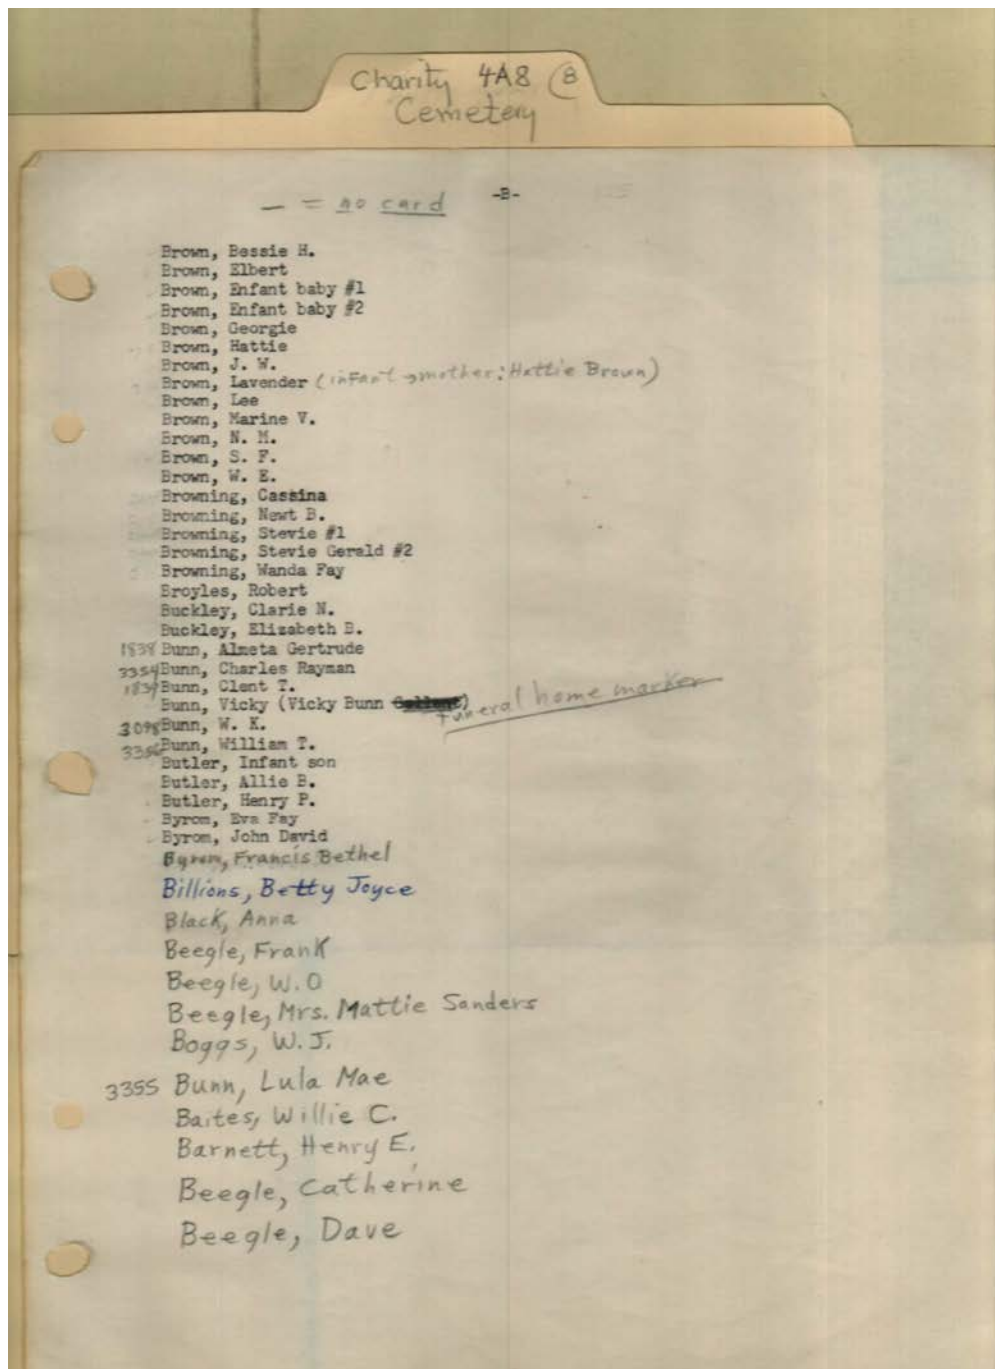 Charity 4A8 B
Cemetery
-B-
— = no card
Brown, Bessie H.
Brown, Elbert
Brown, Enfant baby #1
Brown, Enfant baby #2
Brown, Georgie
Brown, Hattie
Brown, J. W.
Brown, Lavender (infant → mother: Hattie Brown)
Brown, Lee
Brown, Marine V.
Brown, N. M.
Brown, S. F.
Brown, W. E.
Browning, Cassina
Browning, Newt B.
Browning, Stevie #1
Browning, Stevie Gerald #2
Browning, Wanda Fay
Broyles, Robert
Buckley, Clarie N.
Buckley, Elizabeth B.
1838 Bunn, Almeta Gertrude
3354 Bunn, Charles Rayman
1839 Bunn, Clent T.
Bunn, Vicky (Vicky Bunn ) funeral home marker
3098 Bunn, W. K.
3356 Bunn, William T.
Butler, Infant son
Butler, Allie B.
Butler, Henry P.
Byrom, Eva Fay
Byrom, John David
Byrom, Francis Bethel
Billions, Betty Joyce
Black, Anna
Beegle, Frank
Beegle, W.O
Beegle, Mrs. Mattie Sanders
Boggs, W.J.
3355 Bunn, Lula Mae
Baites, Willie C.
Barnett, Henry E.
Beegle, Catherine
Beegle, Dave